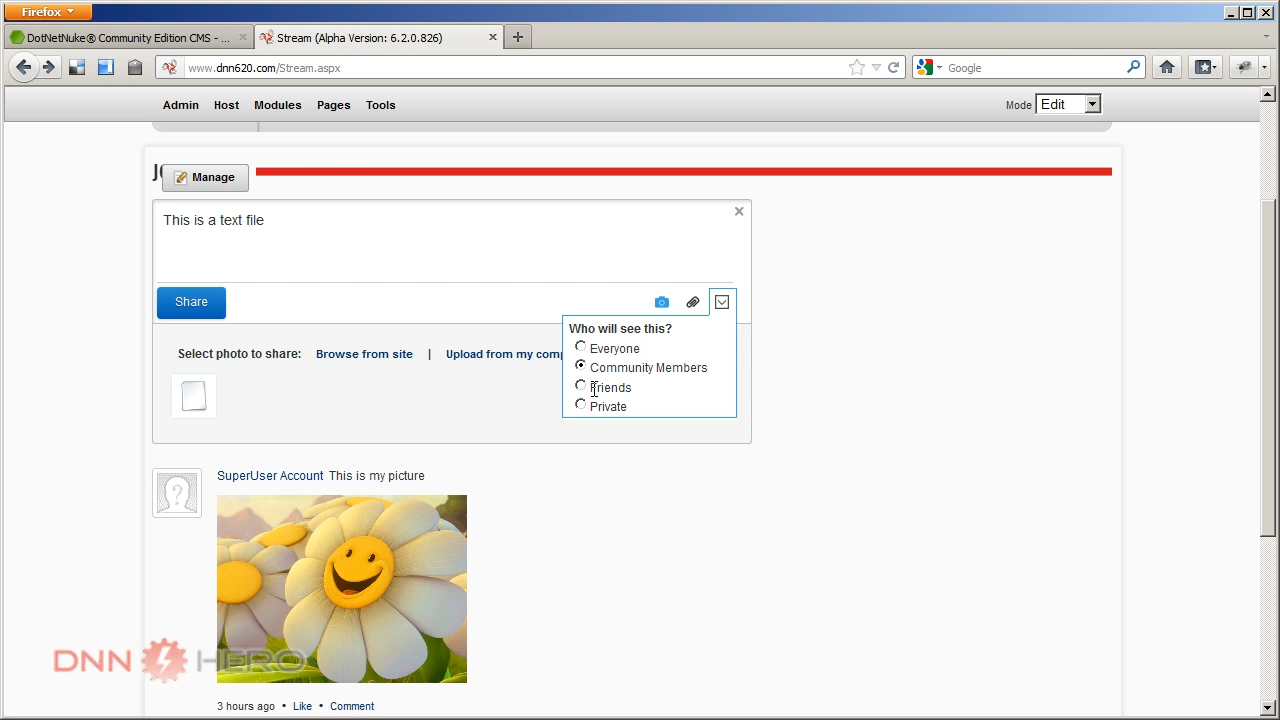 Firefox
DotNetNuke® Community Edition CMS - ...
Stream (Alpha Version: 6.2.0.826)
www.dnn620.com/Stream.aspx
Google
Admin Host Modules Pages Tools
Mode Edit
Manage
This is a text file
Share
Who will see this?
Everyone
Community Members
Friends
Private
Select photo to share: Browse from site | Upload from my comp
SuperUser Account This is my picture
3 hours ago • Like • Comment
DNN HERO